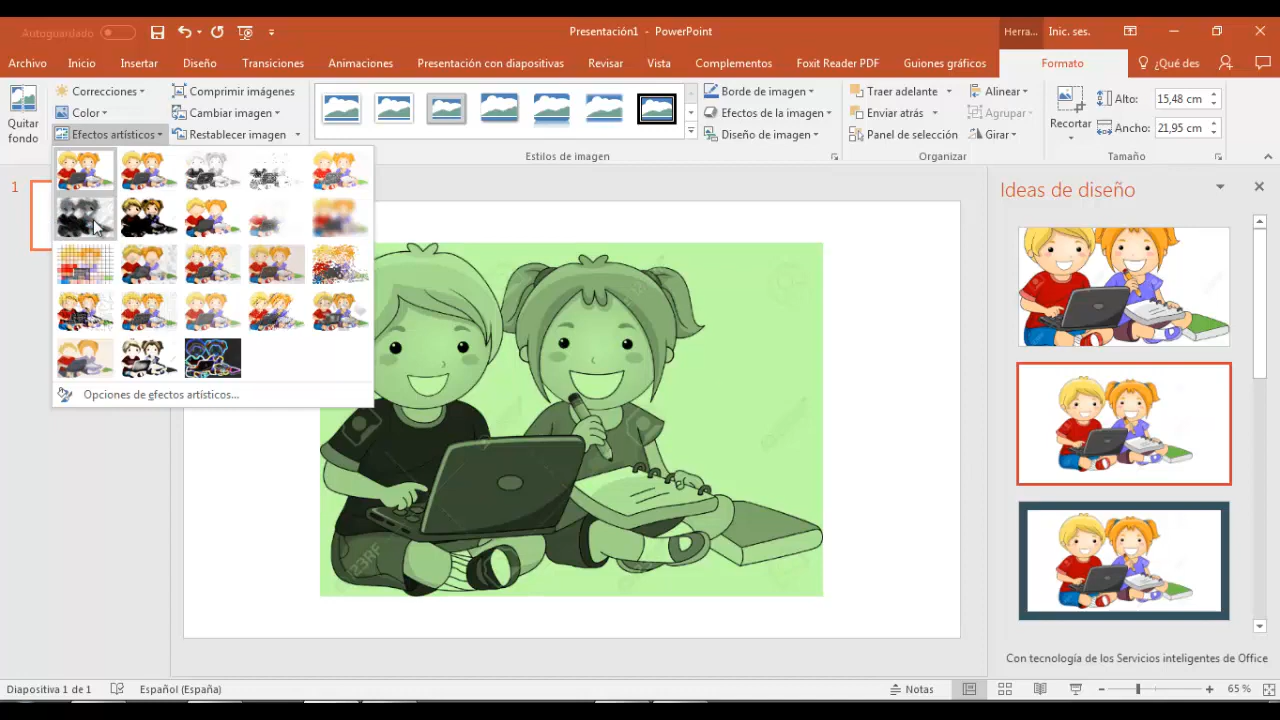 Autoguardado
Presentación1 - PowerPoint
Herra...
Inic. ses.
Archivo Inicio Insertar Diseño Transiciones Animaciones Presentación con diapositivas Revisar Vista Complementos Foxit Reader PDF Guiones gráficos Formato ¿Qué des
Quitar fondo
Correcciones
Color
Efectos artísticos
Comprimir imágenes
Cambiar imagen
Restablecer imagen
Borde de imagen
Efectos de la imagen
Diseño de imagen
Estilos de imagen
Traer adelante
Enviar atrás
Panel de selección
Alinear
Agrupar
Girar
Organizar
Recortar
Alto: 15,48 cm
Ancho: 21,95 cm
Tamaño
1
Opciones de efectos artísticos...
123RF
123RF
Ideas de diseño
Con tecnología de los Servicios inteligentes de Office
Diapositiva 1 de 1 Español (España) Notas 65 %